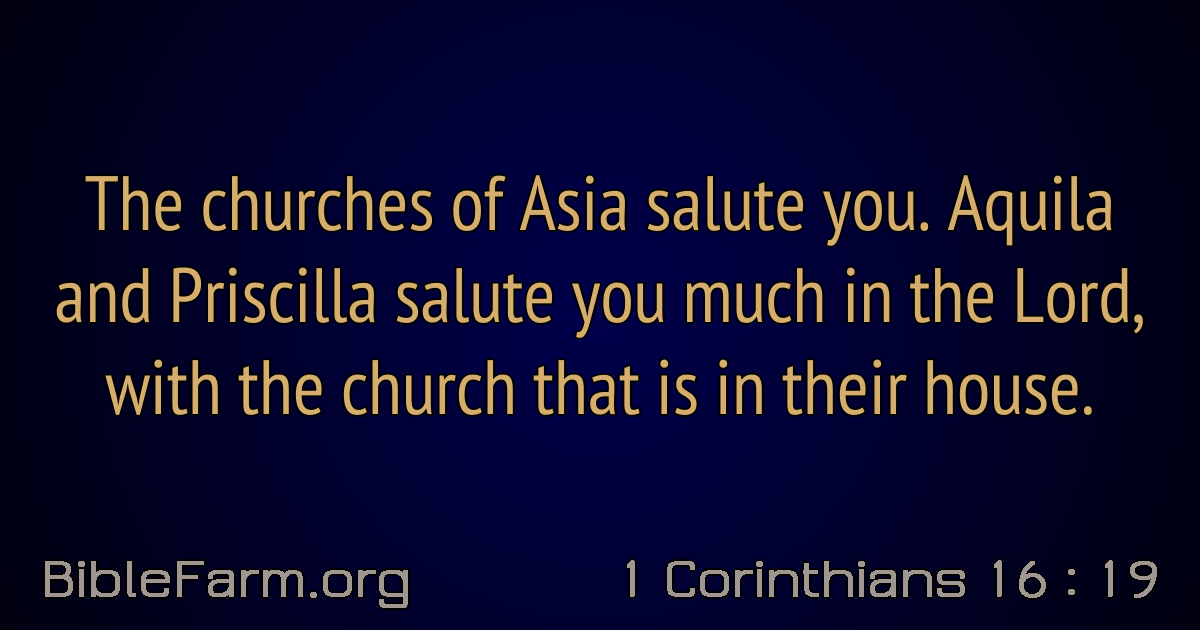 The churches of Asia salute you. Aquila
and Priscilla salute you much in the Lord,
with the church that is in their house.
BibleFarm.org
1 Corinthians 16 : 19